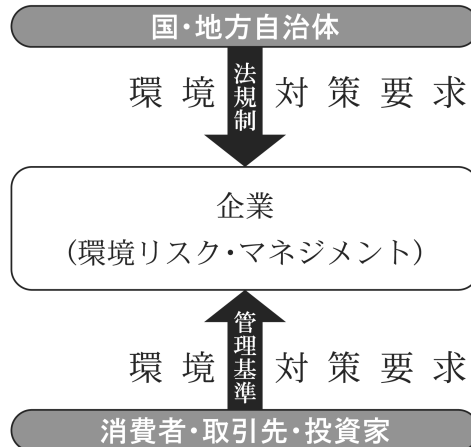 国・地方自治体
環境 対策要求
法規制
企業
(環境リスク・マネジメント)
管理基準
環境 対策要求
消費者・取引先・投資家